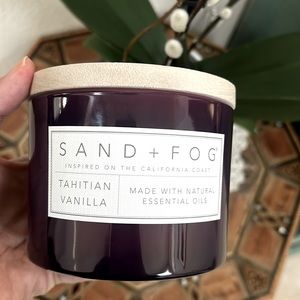 SAND + FOG®
INSPIRED ON THE CALIFORNIA COAST
TAHITIAN
VANILLA
MADE WITH NATURAL
ESSENTIAL OILS